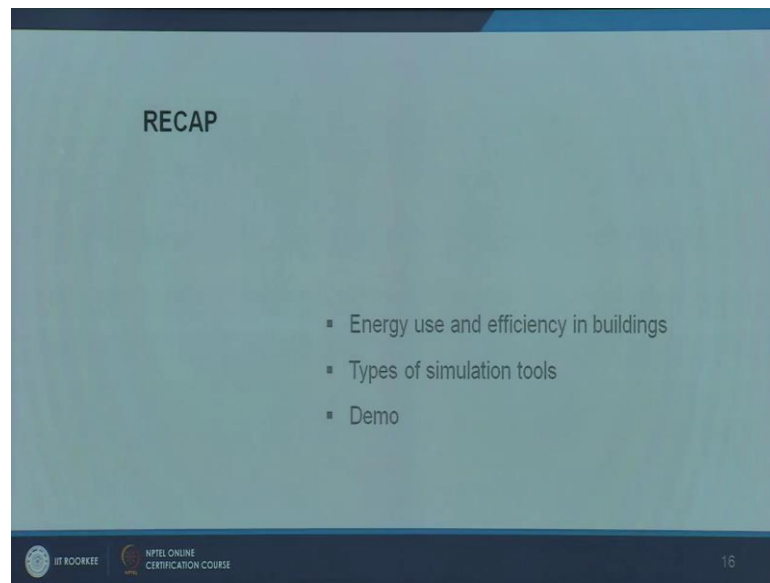 RECAP
▪ Energy use and efficiency in buildings
▪ Types of simulation tools
▪ Demo
IIT ROORKEE
NPTEL ONLINE
CERTIFICATION COURSE
16